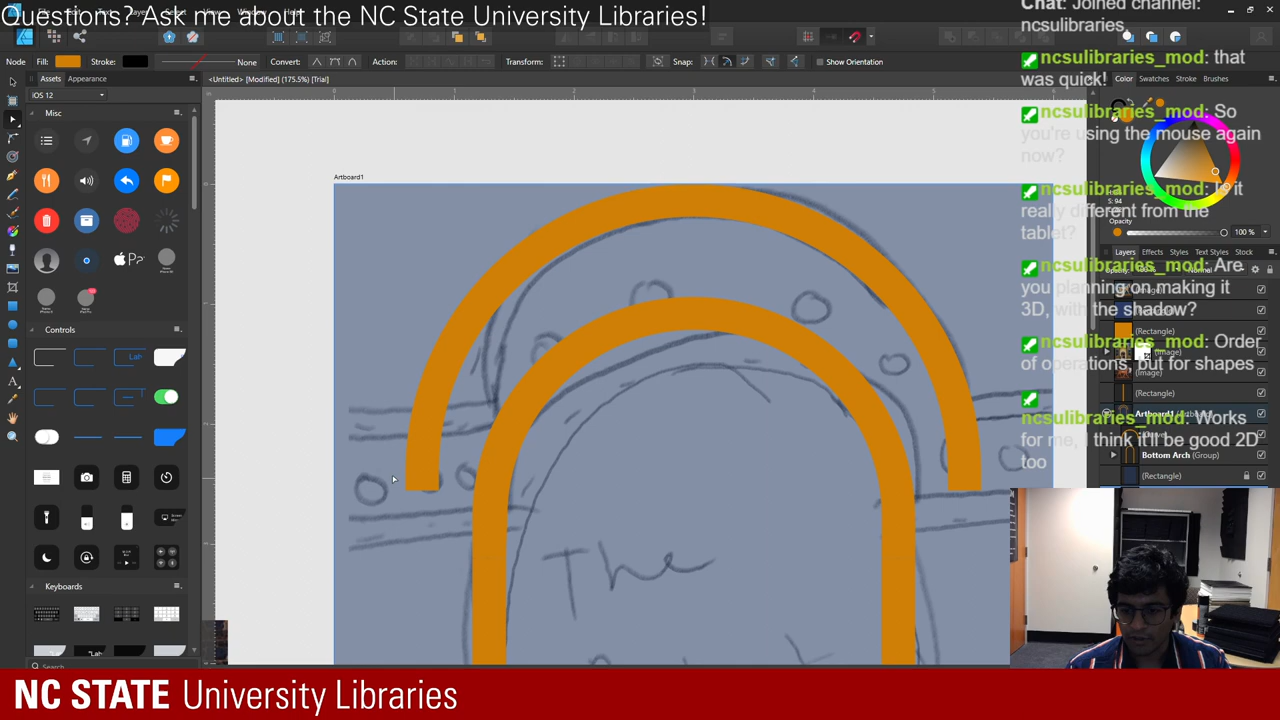 Questions? Ask me about the NC State University Libraries!
Chat: Joined channel:
ncsulibraries
ncsulibraries_mod: that
was quick!
ncsulibraries_mod: So
you're using the mouse again
now?
ncsulibraries_mod: Is it
really different from the
tablet?
ncsulibraries_mod: Are
you planning on making it
3D, with the shadow?
ncsulibraries_mod: Order
of operations, but for shapes
ncsulibraries_mod: Works
for me, I think it'll be good 2D
too
Node Fill: Stroke: None Convert: Action: Transform: Snap: Show Orientation
Assets Appearance
<Untitled> [Modified] (175.5%) [Trial]
iOS 12
Misc
Controls
Keyboards
Search
Artboard1
The
Color Swatches Stroke Brushes
S: 94
Opacity
100 %
Layers Effects Styles Text Styles Stock
(Rectangle)
(Image)
(Image)
(Rectangle)
Artboard1
Bottom Arch (Group)
(Rectangle)
NC STATE University Libraries